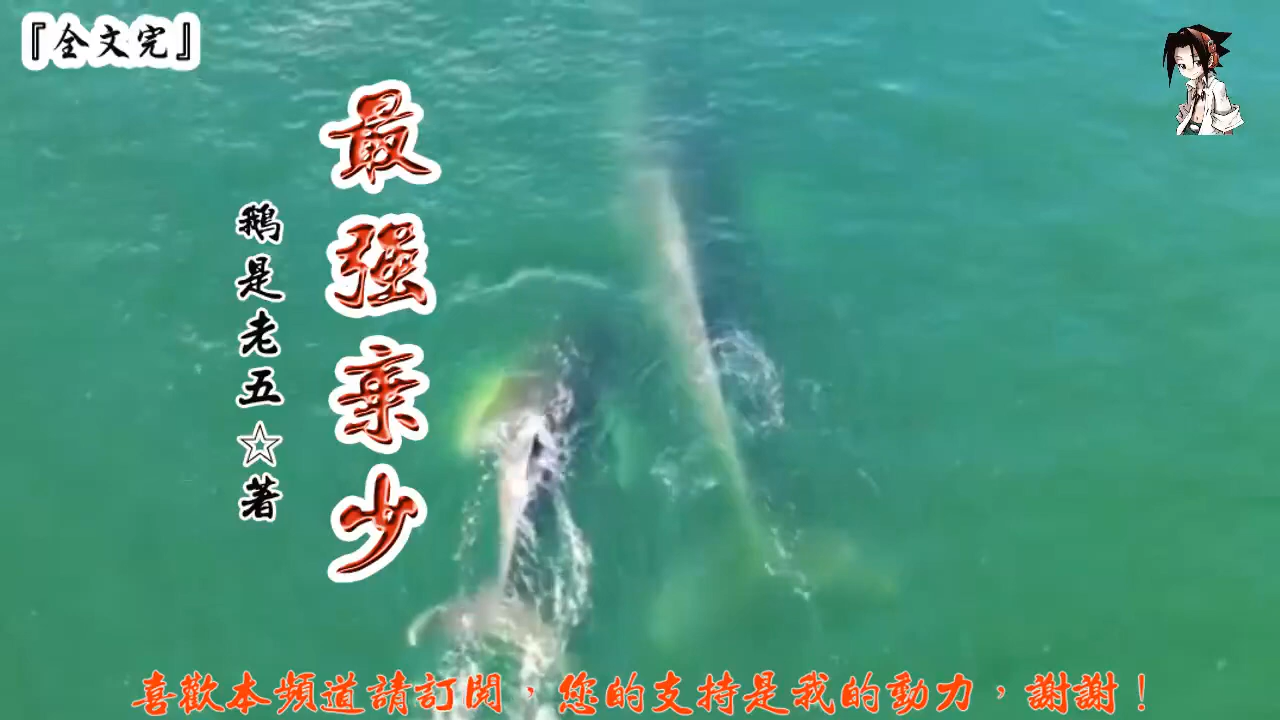 『全文完』
最強棄少
鵝是老五☆著
喜歡本頻道請訂閱，您的支持是我的動力，謝謝！